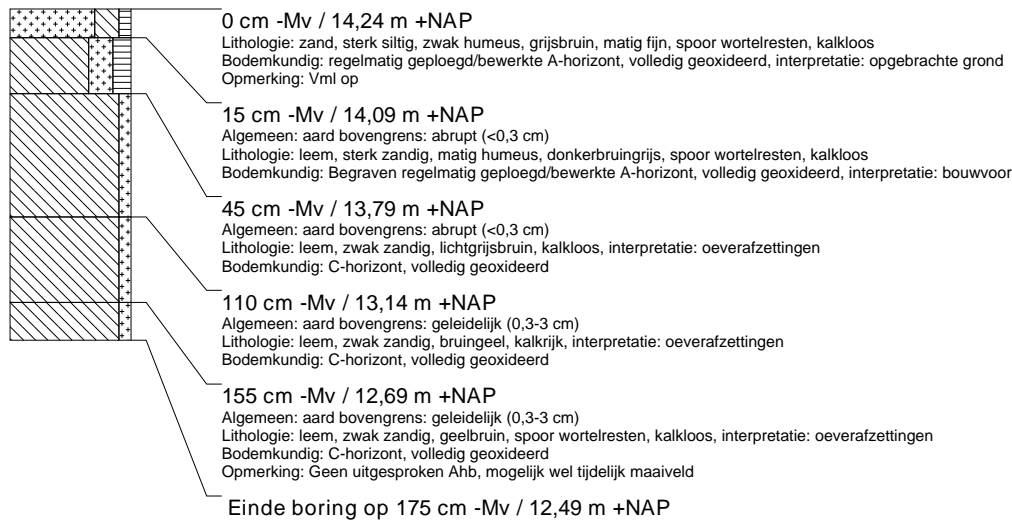 0 cm -Mv / 14,24 m +NAP
Lithologie: zand, sterk siltig, zwak humeus, grijsbruin, matig fijn, spoor wortelresten, kalkloos
Bodemkundig: regelmatig geploegd/bewerkte A-horizont, volledig geoxideerd, interpretatie: opgebrachte grond
Opmerking: Vml op
15 cm -Mv / 14,09 m +NAP
Algemeen: aard bovengrens: abrupt (<0,3 cm)
Lithologie: leem, sterk zandig, matig humeus, donkerbruingrijs, spoor wortelresten, kalkloos
Bodemkundig: Begraven regelmatig geploegd/bewerkte A-horizont, volledig geoxideerd, interpretatie: bouwvoor
45 cm -Mv / 13,79 m +NAP
Algemeen: aard bovengrens: abrupt (<0,3 cm)
Lithologie: leem, zwak zandig, lichtgrijsbruin, kalkloos, interpretatie: oeverafzettingen
Bodemkundig: C-horizont, volledig geoxideerd
110 cm -Mv / 13,14 m +NAP
Algemeen: aard bovengrens: geleidelijk (0,3-3 cm)
Lithologie: leem, zwak zandig, bruingeel, kalkrijk, interpretatie: oeverafzettingen
Bodemkundig: C-horizont, volledig geoxideerd
155 cm -Mv / 12,69 m +NAP
Algemeen: aard bovengrens: geleidelijk (0,3-3 cm)
Lithologie: leem, zwak zandig, geelbruin, spoor wortelresten, kalkloos, interpretatie: oeverafzettingen
Bodemkundig: C-horizont, volledig geoxideerd
Opmerking: Geen uitgesproken Ahb, mogelijk wel tijdelijk maaiveld
Einde boring op 175 cm -Mv / 12,49 m +NAP